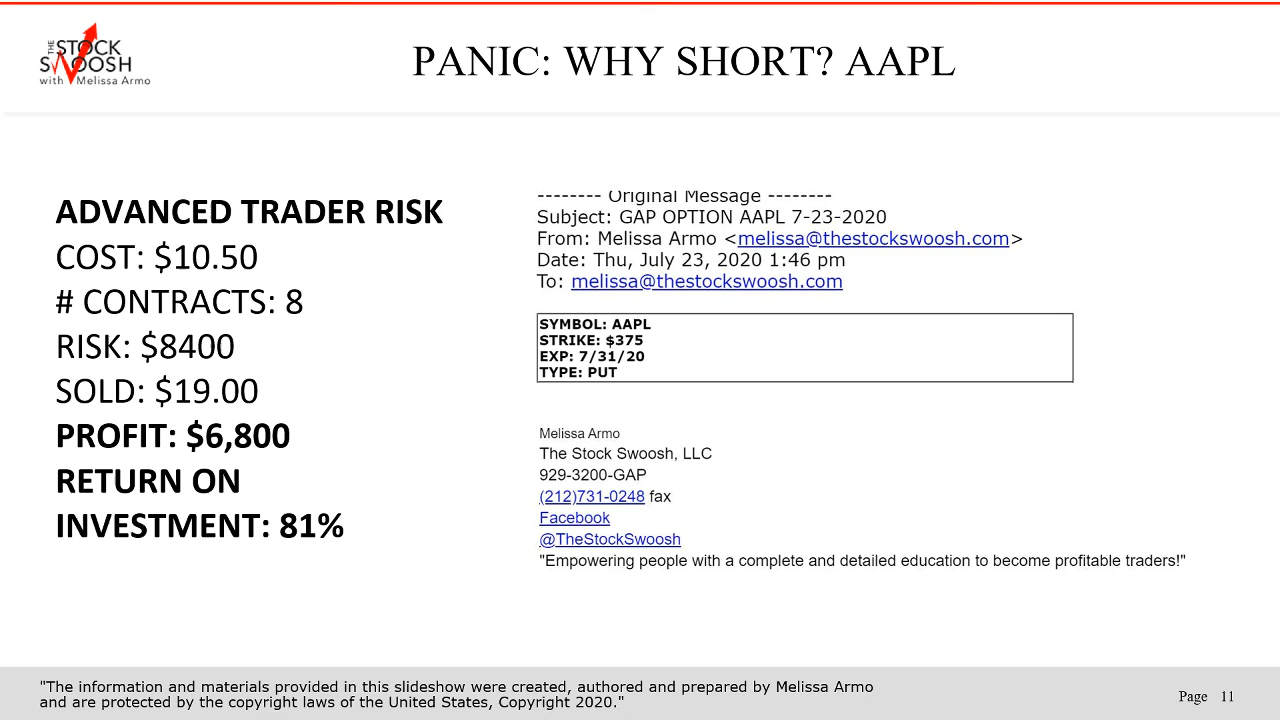 THE STOCK
SWOOSH
with Melissa Armo
PANIC: WHY SHORT? AAPL
ADVANCED TRADER RISK
COST: $10.50
# CONTRACTS: 8
RISK: $8400
SOLD: $19.00
PROFIT: $6,800
RETURN ON
INVESTMENT: 81%
-------- Original Message --------
Subject: GAP OPTION AAPL 7-23-2020
From: Melissa Armo <melissa@thestockswoosh.com>
Date: Thu, July 23, 2020 1:46 pm
To: melissa@thestockswoosh.com
SYMBOL: AAPL
STRIKE: $375
EXP: 7/31/20
TYPE: PUT
Melissa Armo
The Stock Swoosh, LLC
929-3200-GAP
(212)731-0248 fax
Facebook
@TheStockSwoosh
"Empowering people with a complete and detailed education to become profitable traders!"
"The information and materials provided in this slideshow were created, authored and prepared by Melissa Armo
and are protected by the copyright laws of the United States, Copyright 2020."
Page 11